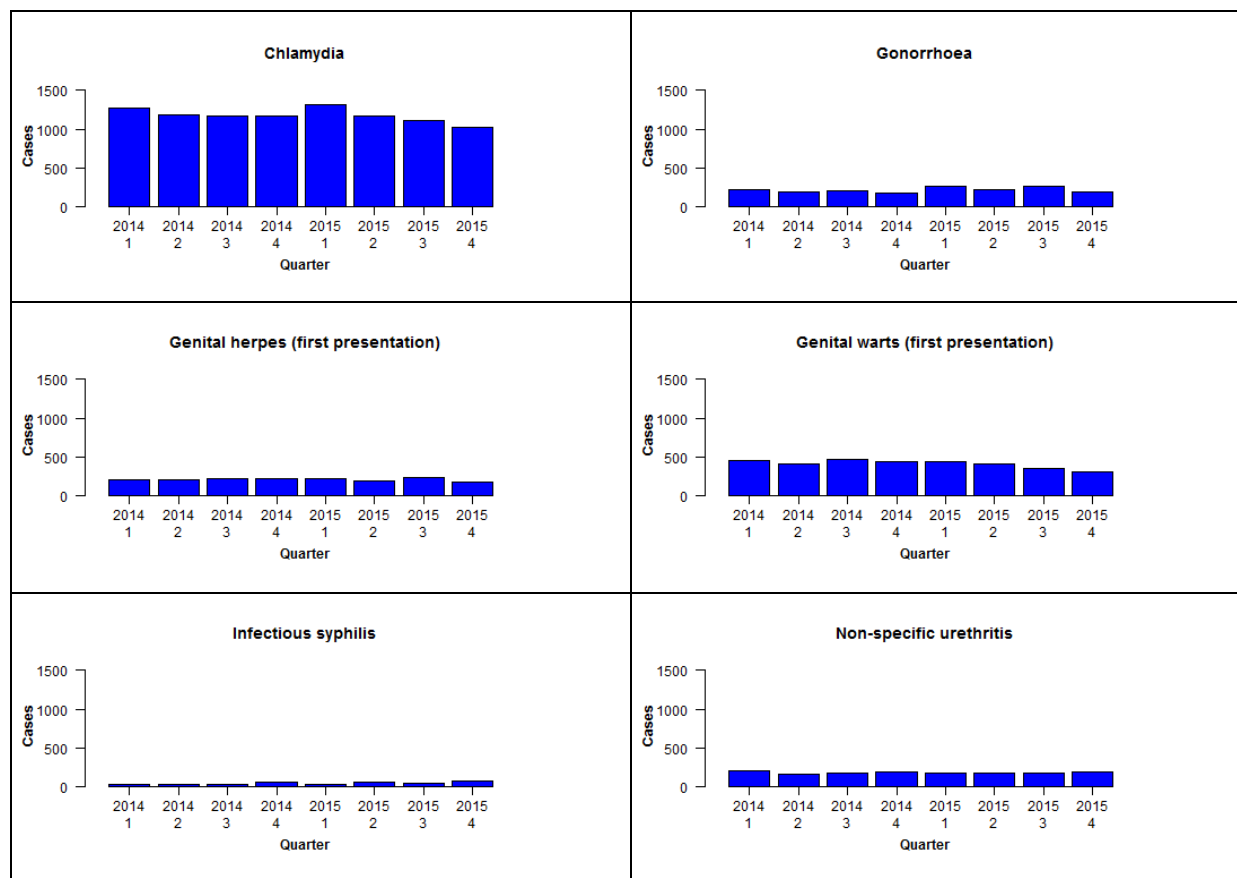 Chlamydia
1500
1000
500
0
Cases
2014 2014 2014 2014 2015 2015 2015 2015
1 2 3 4 1 2 3 4
Quarter
Gonorrhoea
1500
1000
500
0
Cases
2014 2014 2014 2014 2015 2015 2015 2015
1 2 3 4 1 2 3 4
Quarter
Genital herpes (first presentation)
1500
1000
500
0
Cases
2014 2014 2014 2014 2015 2015 2015 2015
1 2 3 4 1 2 3 4
Quarter
Genital warts (first presentation)
1500
1000
500
0
Cases
2014 2014 2014 2014 2015 2015 2015 2015
1 2 3 4 1 2 3 4
Quarter
Infectious syphilis
1500
1000
500
0
Cases
2014 2014 2014 2014 2015 2015 2015 2015
1 2 3 4 1 2 3 4
Quarter
Non-specific urethritis
1500
1000
500
0
Cases
2014 2014 2014 2014 2015 2015 2015 2015
1 2 3 4 1 2 3 4
Quarter